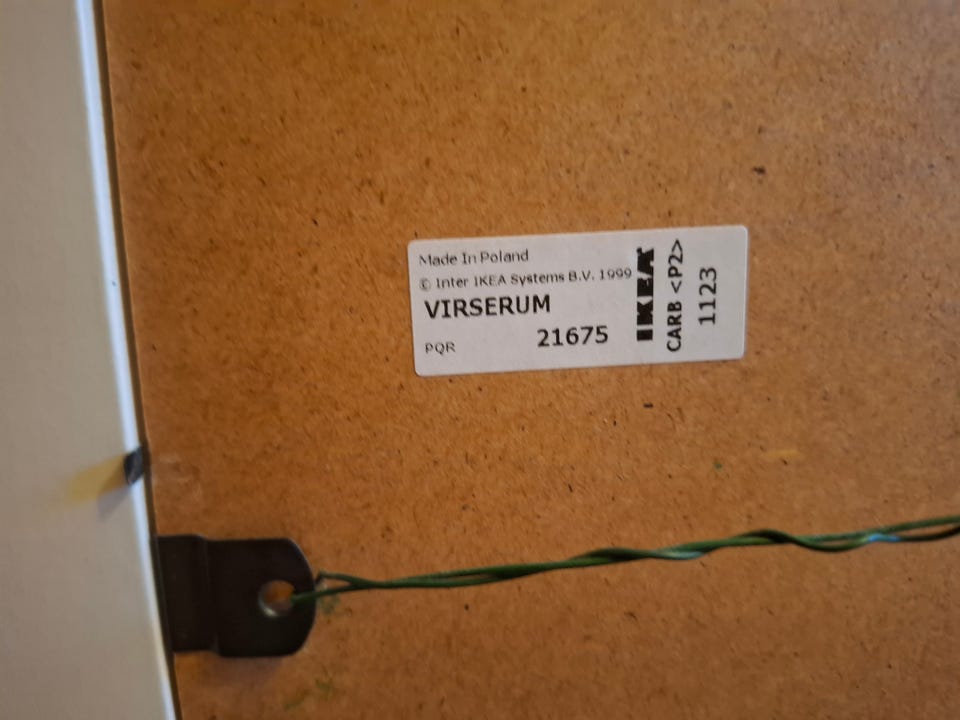 Made In Poland
© Inter IKEA Systems B.V. 1999
VIRSERUM
21675
PQR
IKEA
CARB <P2>
1123